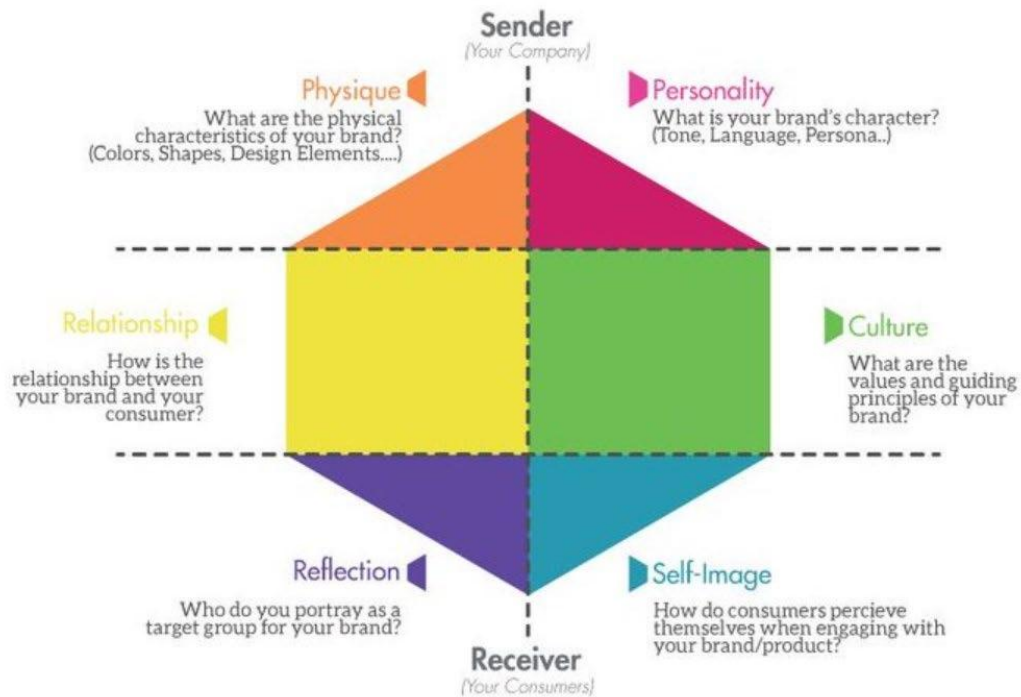 Sender
(Your Company)
Physique
What are the physical
characteristics of your brand?
(Colors, Shapes, Design Elements....)
Personality
What is your brand's character?
(Tone, Language, Persona..)
Relationship
How is the
relationship between
your brand and your
consumer?
Culture
What are the
values and guiding
principles of your
brand?
Reflection
Who do you portray as a
target group for your brand?
Self-Image
How do consumers percieve
themselves when engaging with
your brand/product?
Receiver
(Your Consumers)